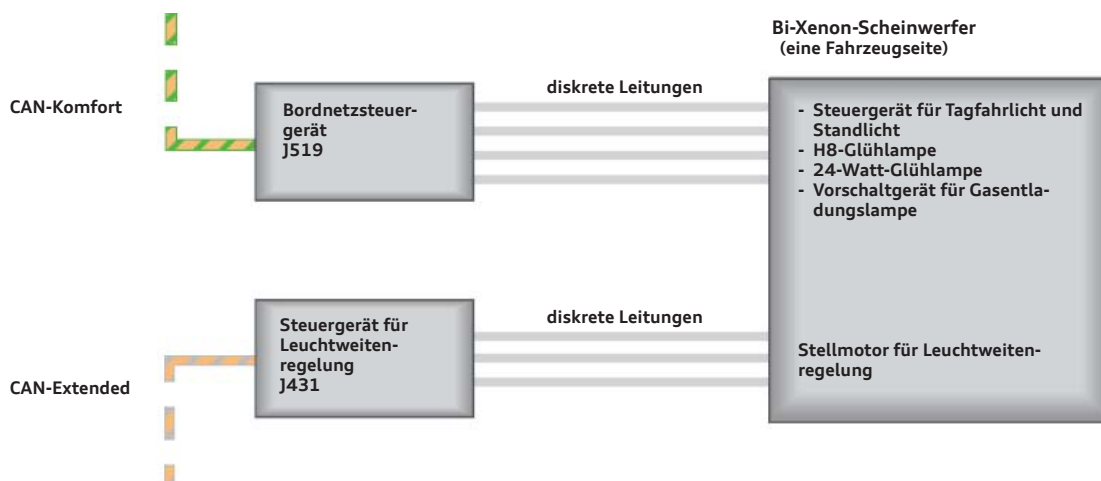 Bi-Xenon-Scheinwerfer
(eine Fahrzeugseite)
CAN-Komfort
Bordnetzsteuer-
gerät
J519
diskrete Leitungen
- Steuergerät für Tagfahrlicht und
Standlicht
- H8-Glühlampe
- 24-Watt-Glühlampe
- Vorschaltgerät für Gasentla-
dungslampe
CAN-Extended
Steuergerät für
Leuchtweiten-
regelung
J431
diskrete Leitungen
Stellmotor für Leuchtweiten-
regelung